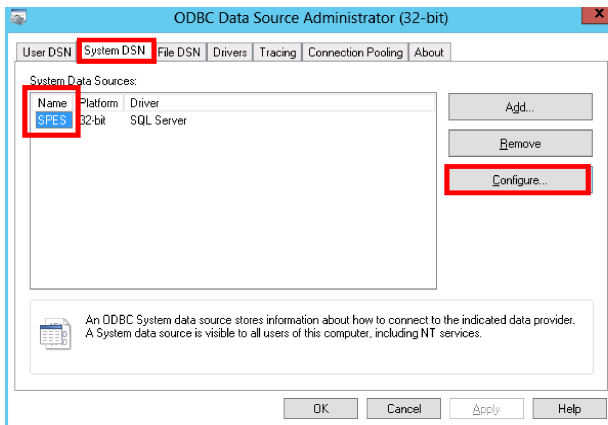 ODBC Data Source Administrator (32-bit)
x
User DSN System DSN File DSN Drivers Tracing Connection Pooling About
System Data Sources:
Name Platform Driver
SPES 32-bit SQL Server
Add...
Remove
Configure...
An ODBC System data source stores information about how to connect to the indicated data provider.
A System data source is visible to all users of this computer, including NT services.
OK Cancel Apply Help